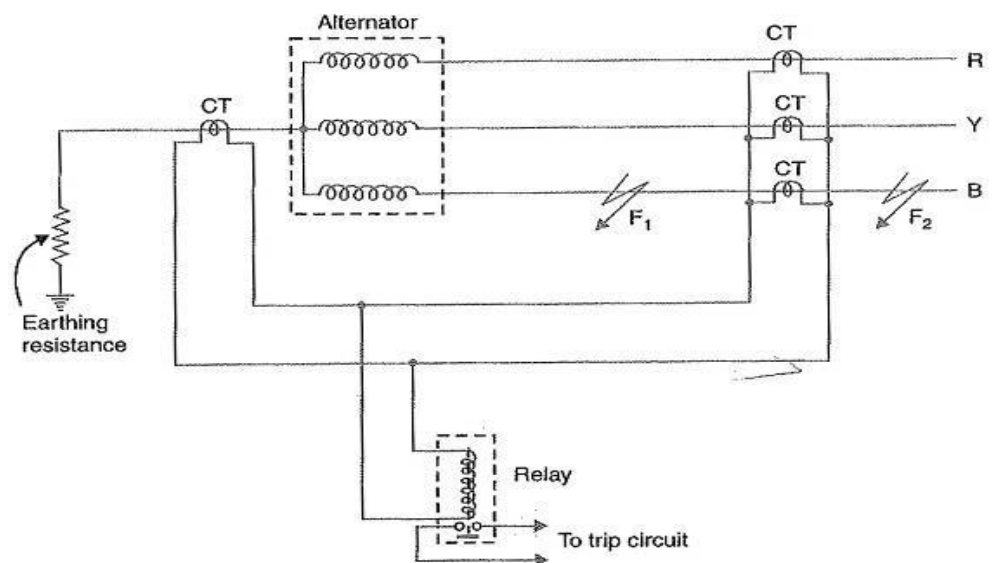 Alternator
CT
R
CT
CT
Y
CT
B
F₁
F₂
Earthing
resistance
Relay
To trip circuit